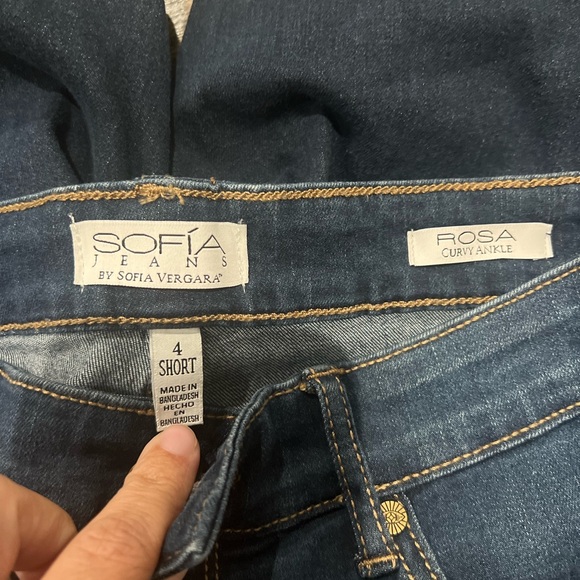 SOFÍA
JEANS
BY SOFIA VERGARA®
ROSA
CURVY ANKLE
4
SHORT
MADE IN
BANGLADESH
HECHO
EN
BANGLADESH